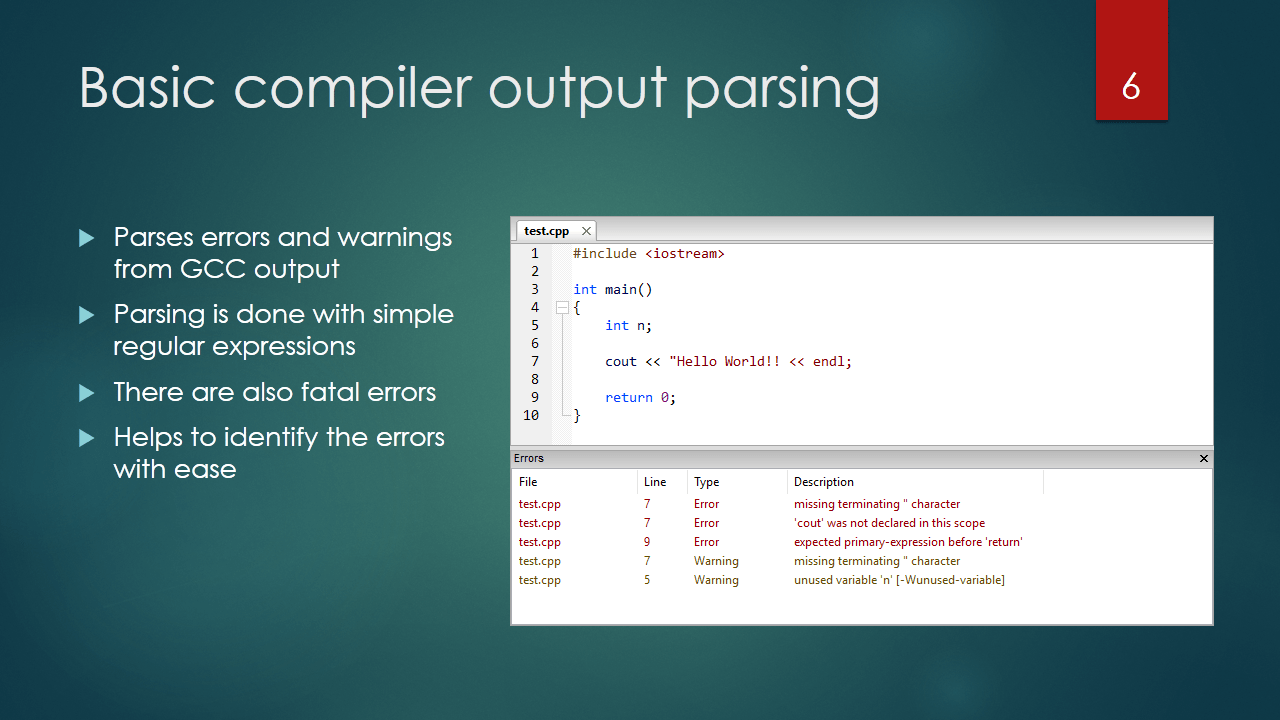 Basic compiler output parsing
6
Parses errors and warnings
from GCC output
Parsing is done with simple
regular expressions
There are also fatal errors
Helps to identify the errors
with ease
test.cpp
1 #include <iostream>
2
3 int main()
4 {
5 int n;
6
7 cout << "Hello World!! << endl;
8
9 return 0;
10 }
Errors
File Line Type Description
test.cpp 7 Error missing terminating " character
test.cpp 7 Error 'cout' was not declared in this scope
test.cpp 9 Error expected primary-expression before 'return'
test.cpp 7 Warning missing terminating " character
test.cpp 5 Warning unused variable 'n' [-Wunused-variable]